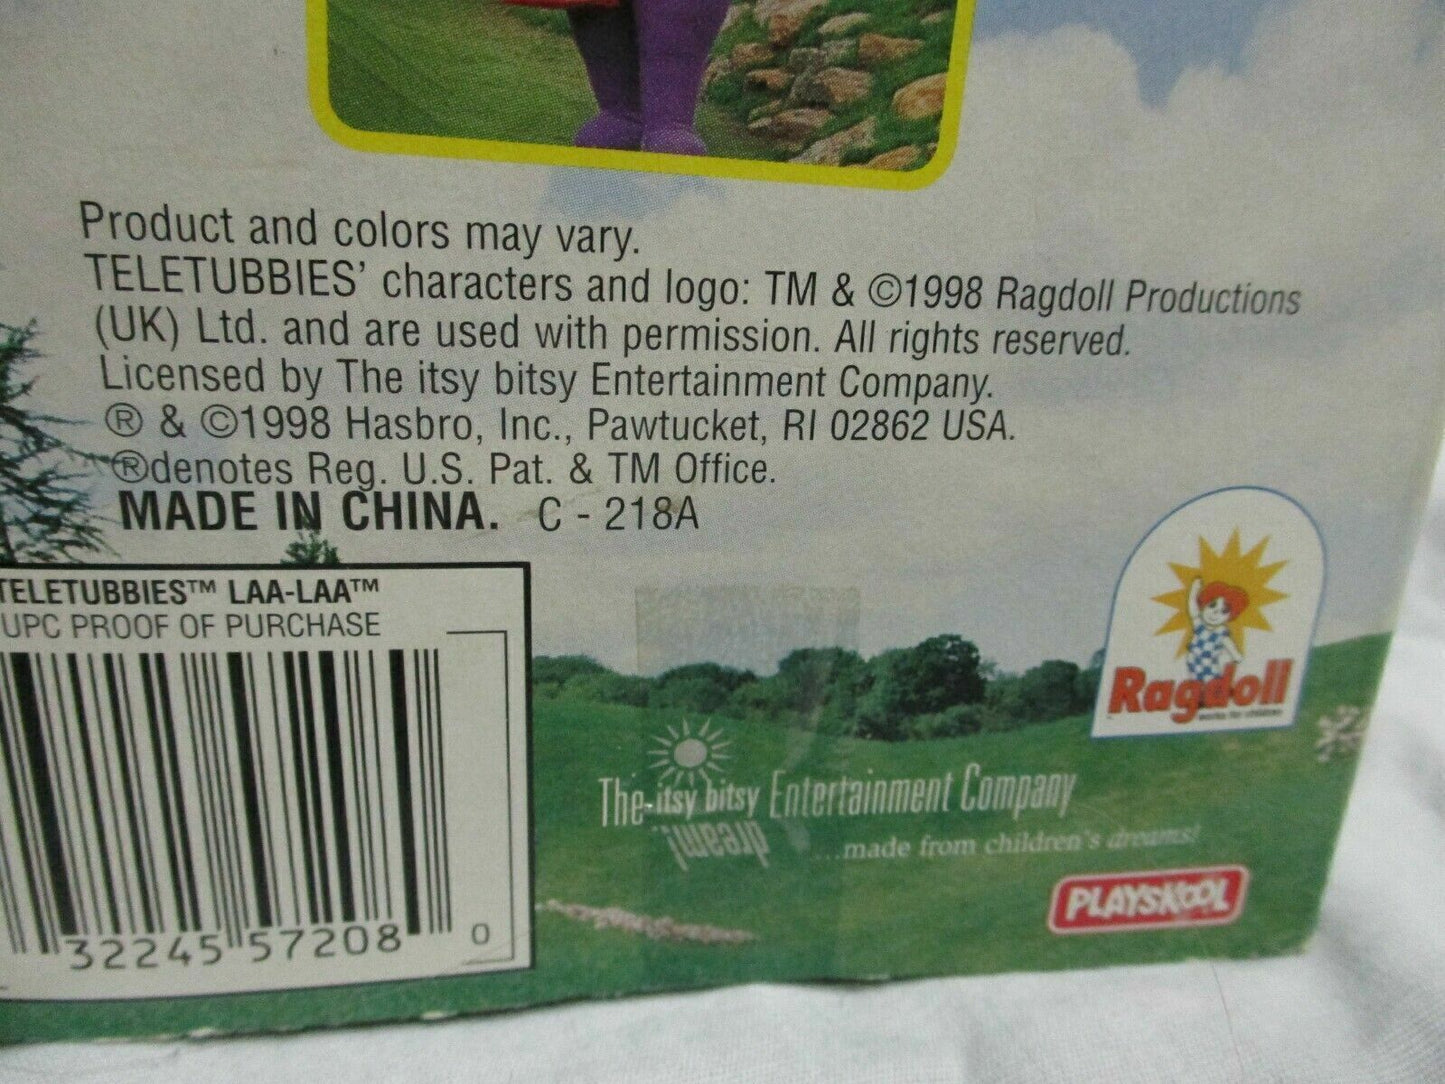 Product and colors may vary.
TELETUBBIES' characters and logo: TM & ©1998 Ragdoll Productions
(UK) Ltd. and are used with permission. All rights reserved.
Licensed by The itsy bitsy Entertainment Company.
® & ©1998 Hasbro, Inc., Pawtucket, RI 02862 USA.
®denotes Reg. U.S. Pat. & TM Office.
MADE IN CHINA. C - 218A
TELETUBBIES™ LAA-LAA™
UPC PROOF OF PURCHASE
32245 57208 0
Ragdoll
works for children
The itsy bitsy Entertainment Company
dream!
...made from children's dreams!
PLAYSKOOL